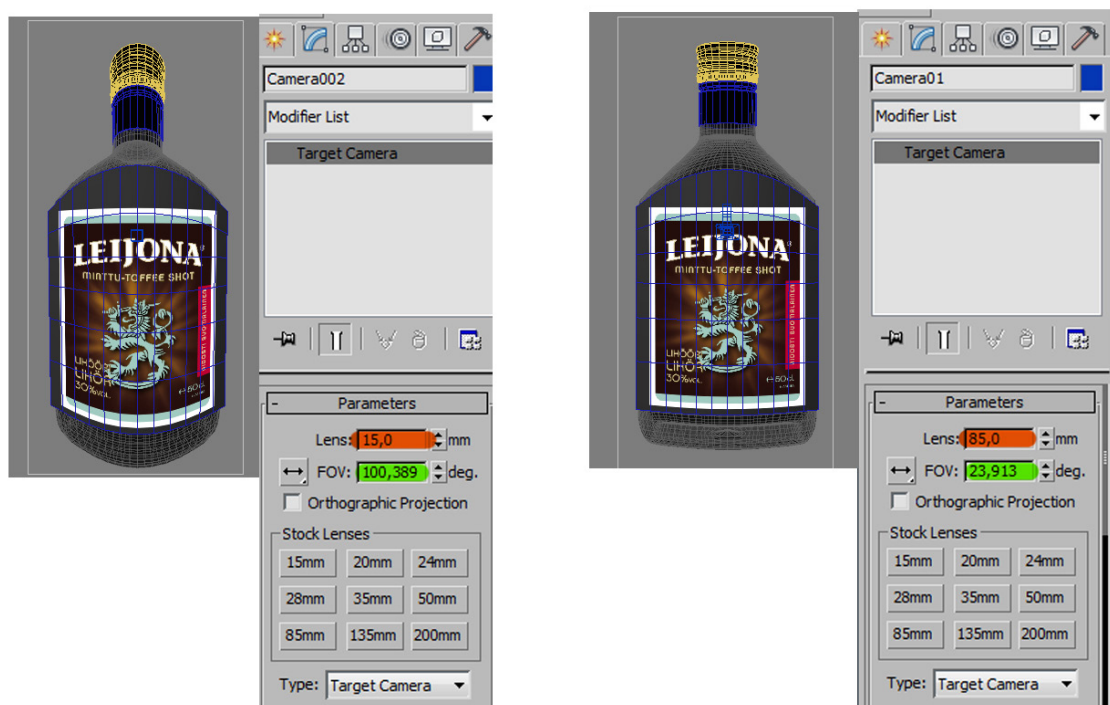 Camera002
Modifier List
Target Camera
LEIJONA
MINTTU-TOFFEE SHOT
LIHÖR
30%VOL.
Parameters
Lens: 15,0 mm
FOV: 100,389 deg.
Orthographic Projection
Stock Lenses
15mm 20mm 24mm
28mm 35mm 50mm
85mm 135mm 200mm
Type: Target Camera
Camera01
Modifier List
Target Camera
LEIJONA
MINTTU-TOFFEE SHOT
LIHÖR
30%VOL.
Parameters
Lens: 85,0 mm
FOV: 23,913 deg.
Orthographic Projection
Stock Lenses
15mm 20mm 24mm
28mm 35mm 50mm
85mm 135mm 200mm
Type: Target Camera